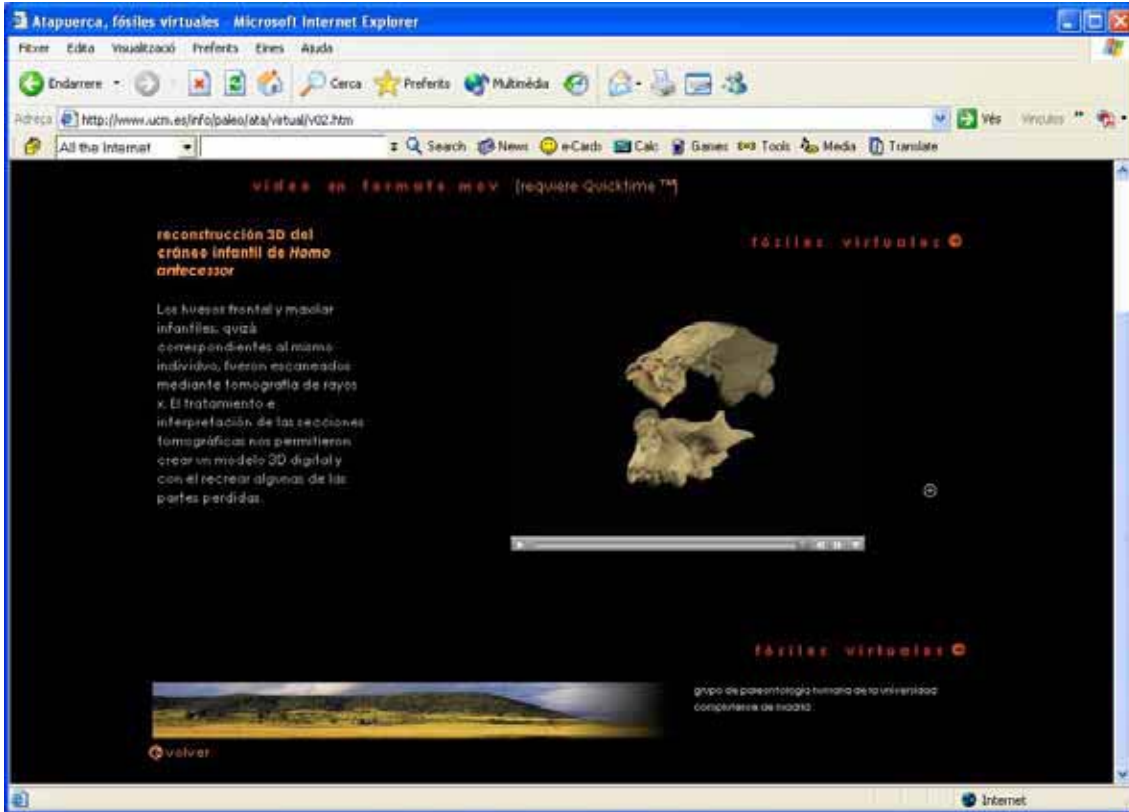 Atapuerca, fósiles virtuales - Microsoft Internet Explorer
Fitxer Edita Visualització Preferits Eines Ajuda
Endarrere Cerca Preferits Multimèdia
Adreça http://www.ucm.es/info/paleo/ata/virtual/v02.htm Vés Vínculos
All the Internet Search News e-Cards Calc Games Tools Media Translate
video en formato mov (requiere Quicktime ™)
reconstrucción 3D del
cráneo infantil de Homo
antecessor
fósiles virtuales
Los huesos frontal y maxilar
infantiles, quizá
correspondientes al mismo
individuo, fueron escaneados
mediante tomografía de rayos
x. El tratamiento e
interpretación de las secciones
tomográficas nos permitieron
crear un modelo 3D digital y
con él recrear algunas de las
partes perdidas.
fósiles virtuales
grupo de paleontología humana de la universidad
complutense de madrid
volver
Internet